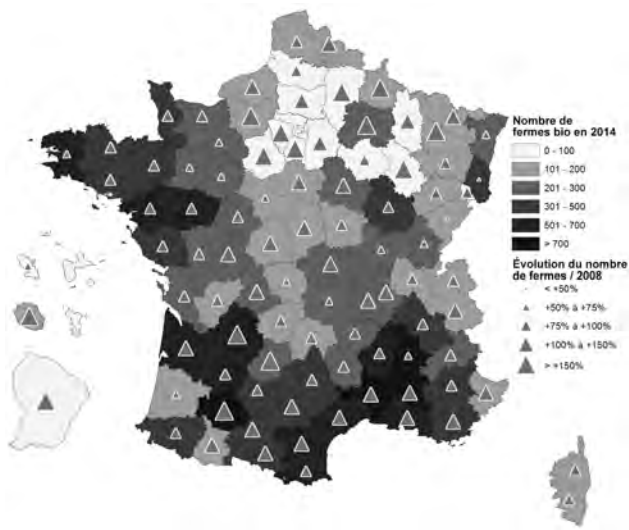 Nombre de
fermes bio en 2014
0 - 100
101 - 200
201 - 300
301 - 500
501 - 700
> 700
Évolution du nombre
de fermes / 2008
< +50%
+50% à +75%
+75% à +100%
+100% à +150%
> +150%